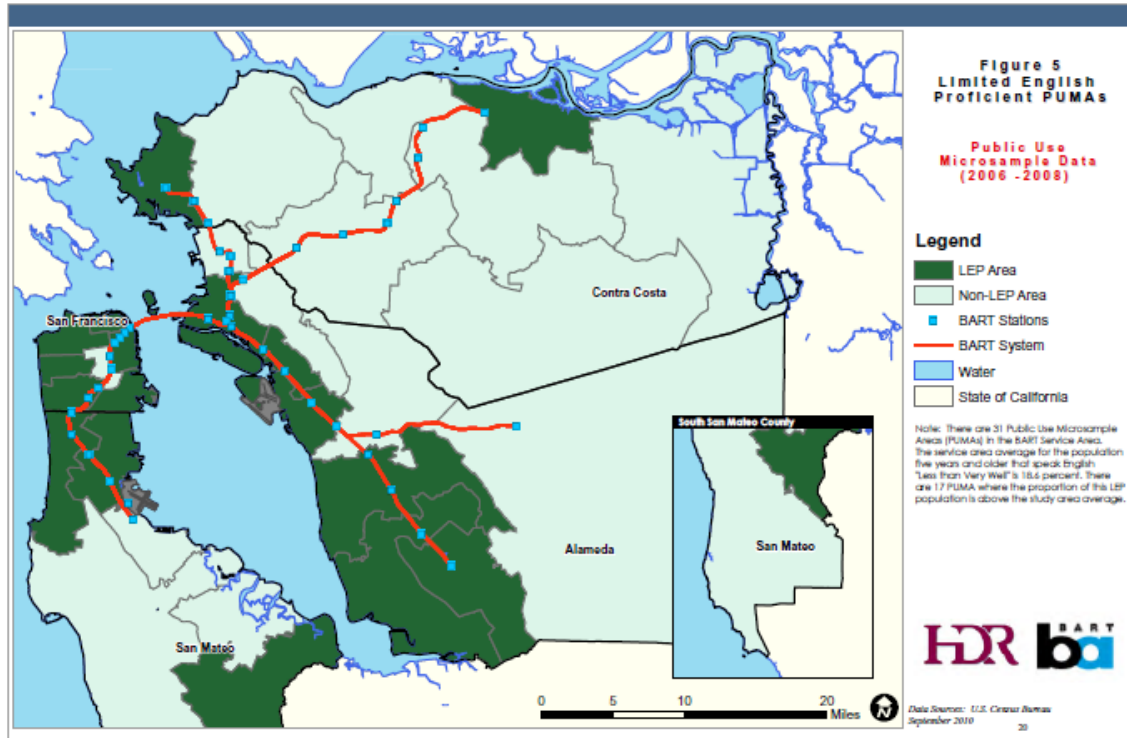 Figure 5
Limited English
Proficient PUMAs
Public Use
Microsample Data
(2006 -2008)
Legend
LEP Area
Non-LEP Area
BART Stations
BART System
Water
State of California
Note: There are 31 Public Use Microsample
Areas (PUMAs) in the BART Service Area.
The service area average for the population
five years and older that speak English
"Less than Very Well" is 18.6 percent. There
are 17 PUMA where the proportion of this LEP
population is above the study area average.
Contra Costa
San Francisco
South San Mateo County
Alameda
San Mateo
San Mateo
0 5 10 20
Miles
N
HDR
BART
ba
Data Sources: U.S. Census Bureau
September 2010
20